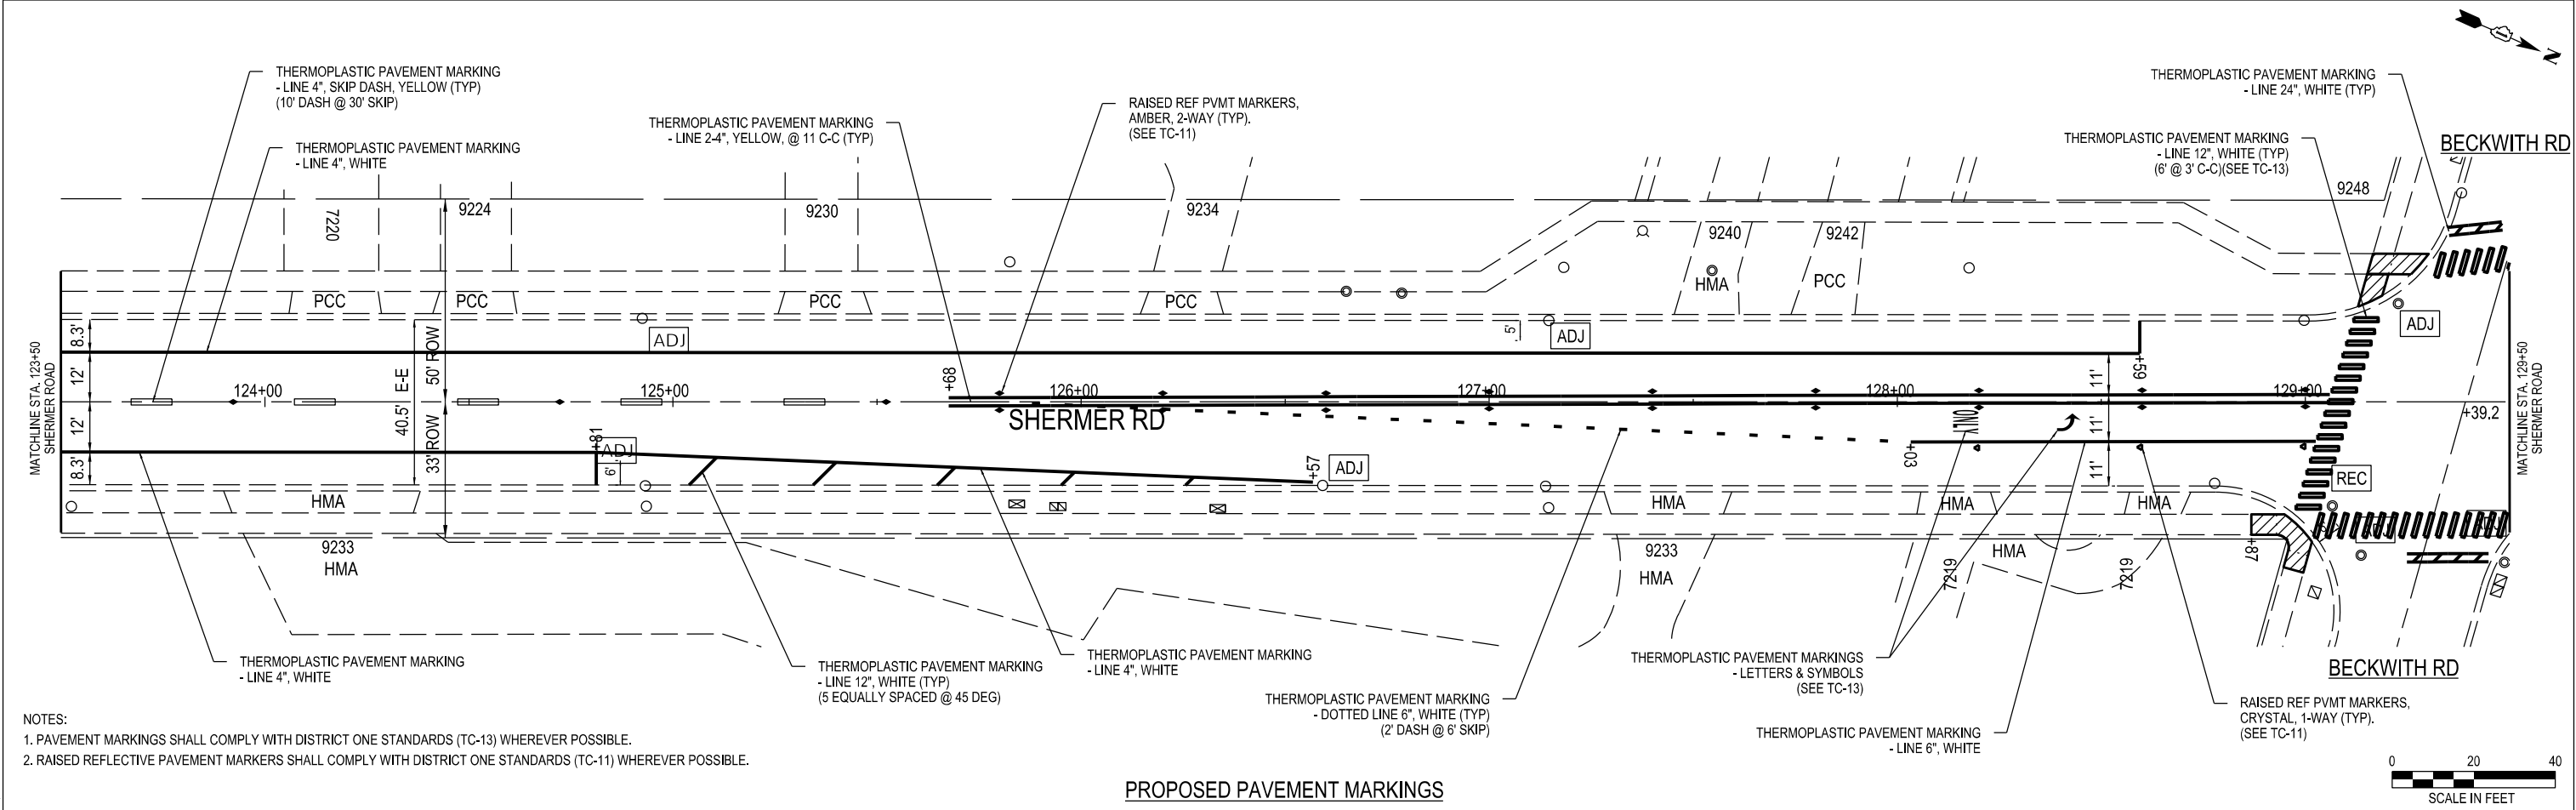 THERMOPLASTIC PAVEMENT MARKING
- LINE 4", SKIP DASH, YELLOW (TYP)
(10' DASH @ 30' SKIP)
THERMOPLASTIC PAVEMENT MARKING
- LINE 4", WHITE
THERMOPLASTIC PAVEMENT MARKING
- LINE 2-4", YELLOW, @ 11 C-C (TYP)
RAISED REF PVMT MARKERS,
AMBER, 2-WAY (TYP).
(SEE TC-11)
THERMOPLASTIC PAVEMENT MARKING
- LINE 24", WHITE (TYP)
THERMOPLASTIC PAVEMENT MARKING
- LINE 12", WHITE (TYP)
(6' @ 3' C-C)(SEE TC-13)
N
BECKWITH RD
7220
9224
9230
9234
9240
9242
9248
PCC
PCC
PCC
PCC
HMA
PCC
MATCHLINE STA. 123+50
SHERMER ROAD
8.3'
12'
12'
8.3'
40.5' E-E
50' ROW
33' ROW
ADJ
ADJ
ADJ
.5'
124+00
125+00
126+00
127+00
128+00
129+00
+68
+59
+39.2
11'
11'
11'
SHERMER RD
ONLY
+81
ADJ
6'
+57
ADJ
+03
REC
ADJ
ADJ
+87
MATCHLINE STA. 129+50
SHERMER ROAD
HMA
HMA
HMA
HMA
9233
HMA
9233
HMA
HMA
7219
7219
THERMOPLASTIC PAVEMENT MARKING
- LINE 4", WHITE
THERMOPLASTIC PAVEMENT MARKING
- LINE 12", WHITE (TYP)
(5 EQUALLY SPACED @ 45 DEG)
THERMOPLASTIC PAVEMENT MARKING
- LINE 4", WHITE
THERMOPLASTIC PAVEMENT MARKING
- DOTTED LINE 6", WHITE (TYP)
(2' DASH @ 6' SKIP)
THERMOPLASTIC PAVEMENT MARKINGS
- LETTERS & SYMBOLS
(SEE TC-13)
THERMOPLASTIC PAVEMENT MARKING
- LINE 6", WHITE
RAISED REF PVMT MARKERS,
CRYSTAL, 1-WAY (TYP).
(SEE TC-11)
BECKWITH RD
NOTES:
1. PAVEMENT MARKINGS SHALL COMPLY WITH DISTRICT ONE STANDARDS (TC-13) WHEREVER POSSIBLE.
2. RAISED REFLECTIVE PAVEMENT MARKERS SHALL COMPLY WITH DISTRICT ONE STANDARDS (TC-11) WHEREVER POSSIBLE.
PROPOSED PAVEMENT MARKINGS
0 20 40
SCALE IN FEET